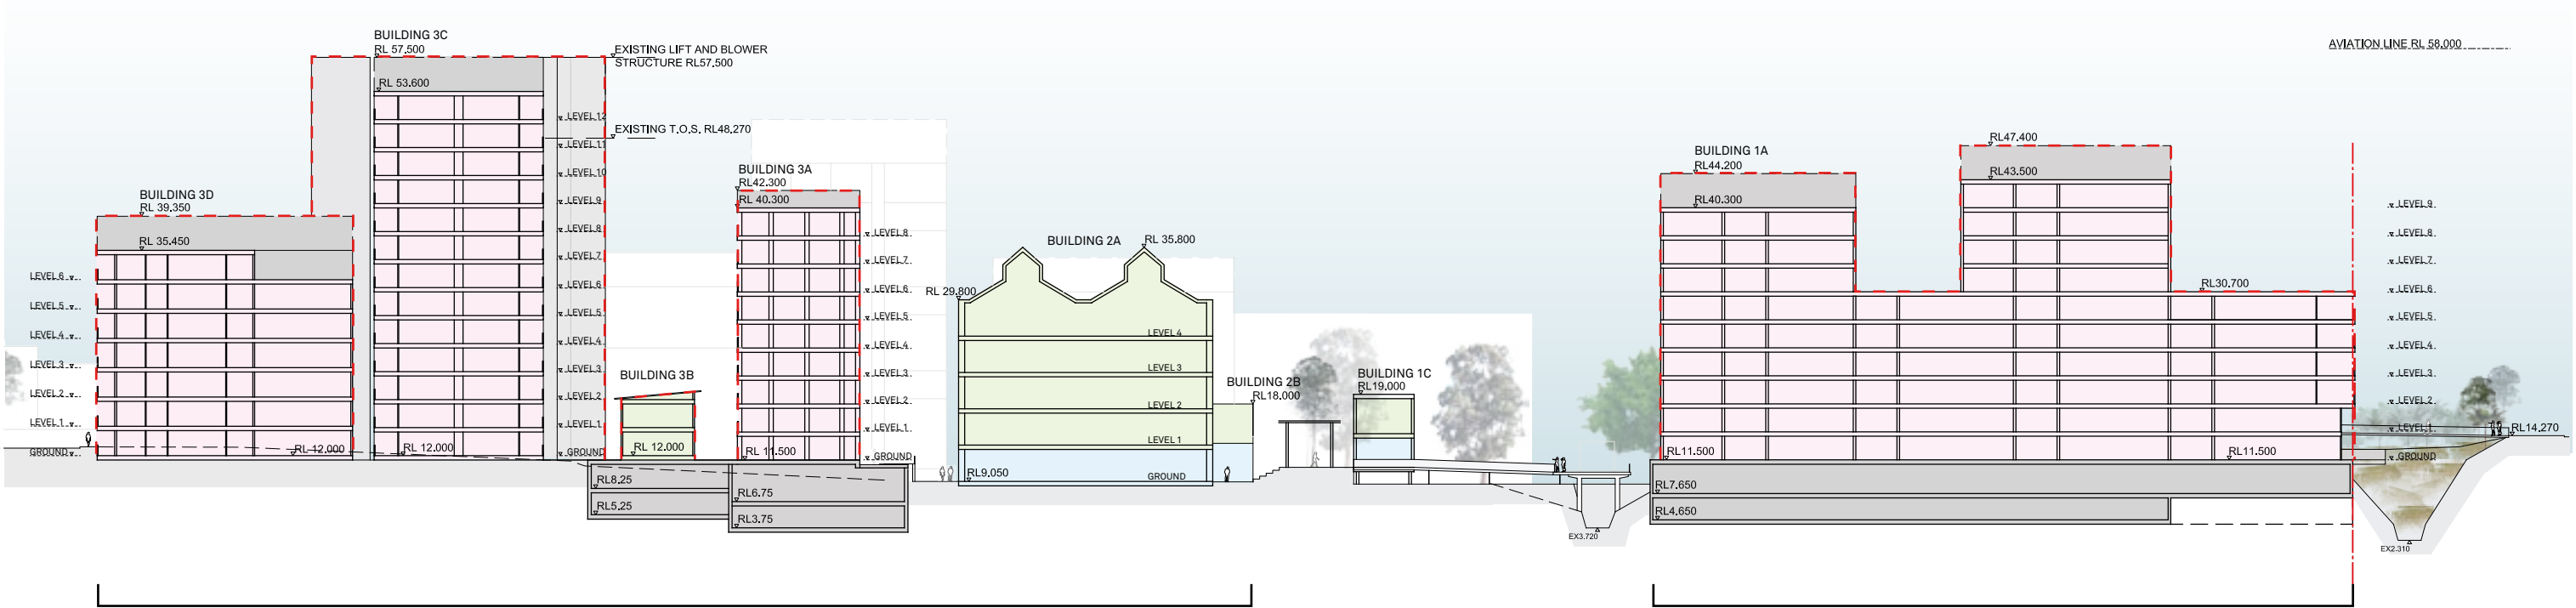 BUILDING 3C
RL 57.500
EXISTING LIFT AND BLOWER
STRUCTURE RL57.500
AVIATION LINE RL 58.000
RL 53.600
LEVEL 12
EXISTING T.O.S. RL48.270
LEVEL 11
LEVEL 10
LEVEL 9
LEVEL 8
LEVEL 7
LEVEL 6
LEVEL 5
LEVEL 4
LEVEL 3
LEVEL 2
LEVEL 1
GROUND
RL 12.000
BUILDING 3D
RL 39.350
RL 35.450
LEVEL 6
LEVEL 5
LEVEL 4
LEVEL 3
LEVEL 2
LEVEL 1
GROUND
RL 12.000
BUILDING 3B
RL 12.000
RL8.25
RL5.25
BUILDING 3A
RL42.300
RL 40.300
LEVEL 8
LEVEL 7
LEVEL 6
LEVEL 5
LEVEL 4
LEVEL 3
LEVEL 2
LEVEL 1
GROUND
RL 11.500
RL6.75
RL3.75
BUILDING 2A
RL 35.800
RL 29.800
LEVEL 4
LEVEL 3
LEVEL 2
LEVEL 1
GROUND
RL9.050
BUILDING 2B
RL18.000
BUILDING 1C
RL19.000
EX3.720
BUILDING 1A
RL44.200
RL40.300
RL47.400
RL43.500
RL30.700
RL11.500
RL11.500
RL7.650
RL4.650
LEVEL 9
LEVEL 8
LEVEL 7
LEVEL 6
LEVEL 5
LEVEL 4
LEVEL 3
LEVEL 2
LEVEL 1
GROUND
RL14.270
EX2.310